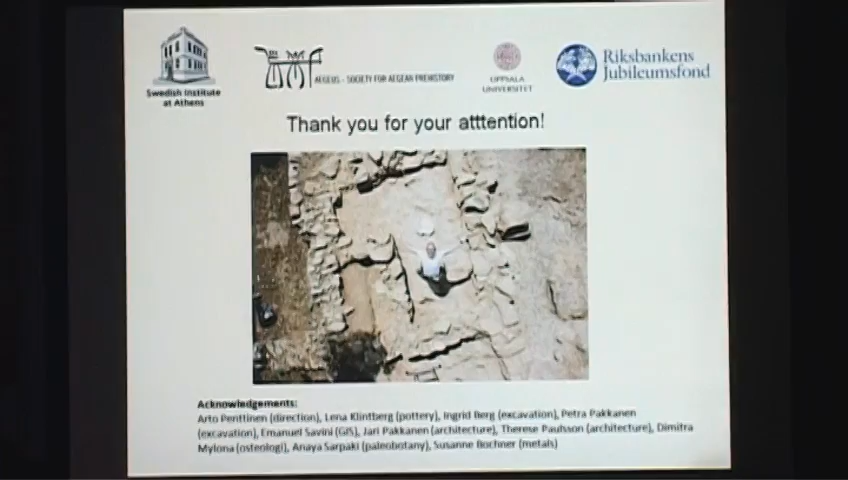 Swedish Institute
at Athens
AEGEUS - SOCIETY FOR AEGEAN PREHISTORY
UPPSALA
UNIVERSITET
Riksbankens
Jubileumsfond
Thank you for your atttention!
Acknowledgements:
Arto Penttinen (direction), Lena Klintberg (pottery), Ingrid Berg (excavation), Petra Pakkanen
(excavation), Emanuel Savini (GIS), Jari Pakkanen (architecture), Therese Paulsson (architecture), Dimitra
Mylona (osteologi), Anaya Sarpaki (paleobotany), Susanne Bochner (metals)